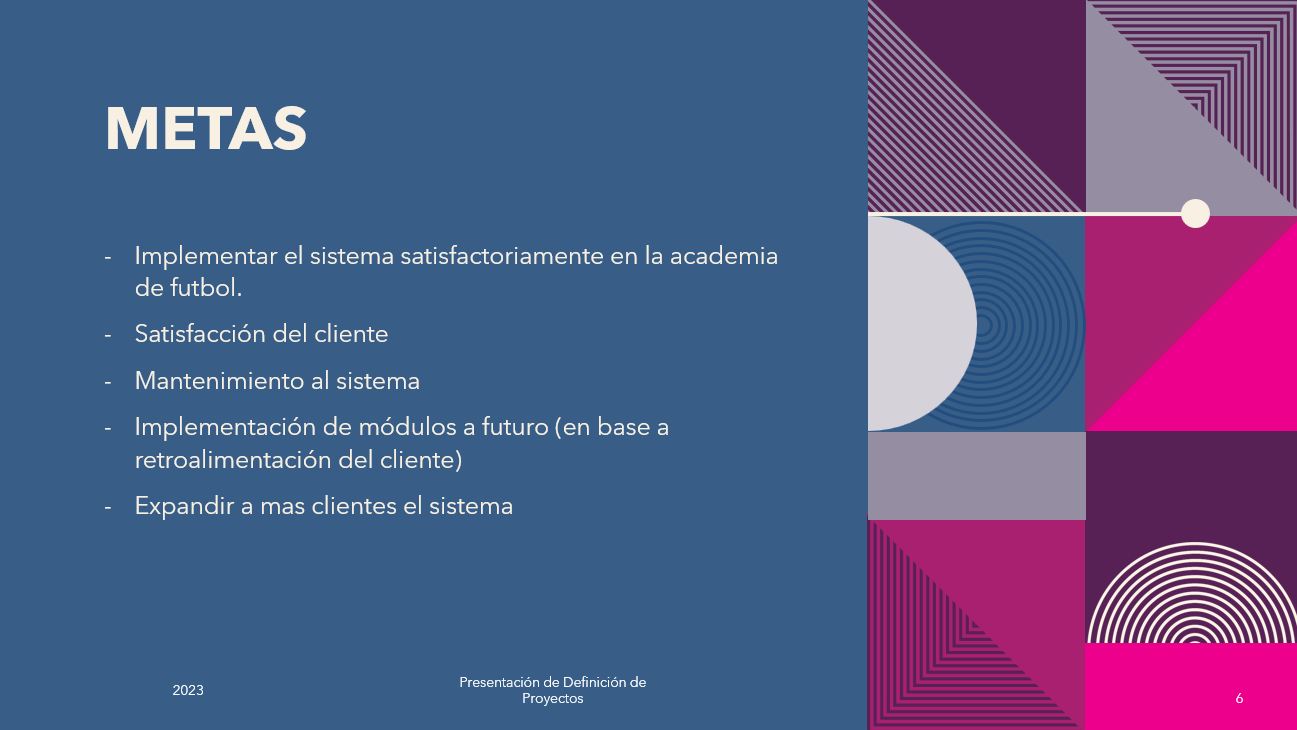 METAS
- Implementar el sistema satisfactoriamente en la academia
de futbol.
- Satisfacción del cliente
- Mantenimiento al sistema
- Implementación de módulos a futuro (en base a
retroalimentación del cliente)
- Expandir a mas clientes el sistema
2023
Presentación de Definición de
Proyectos
6